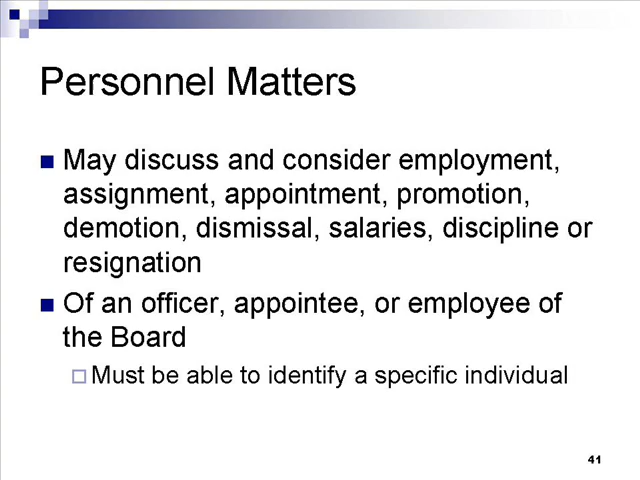 Personnel Matters
May discuss and consider employment,
assignment, appointment, promotion,
demotion, dismissal, salaries, discipline or
resignation
Of an officer, appointee, or employee of
the Board
Must be able to identify a specific individual
41